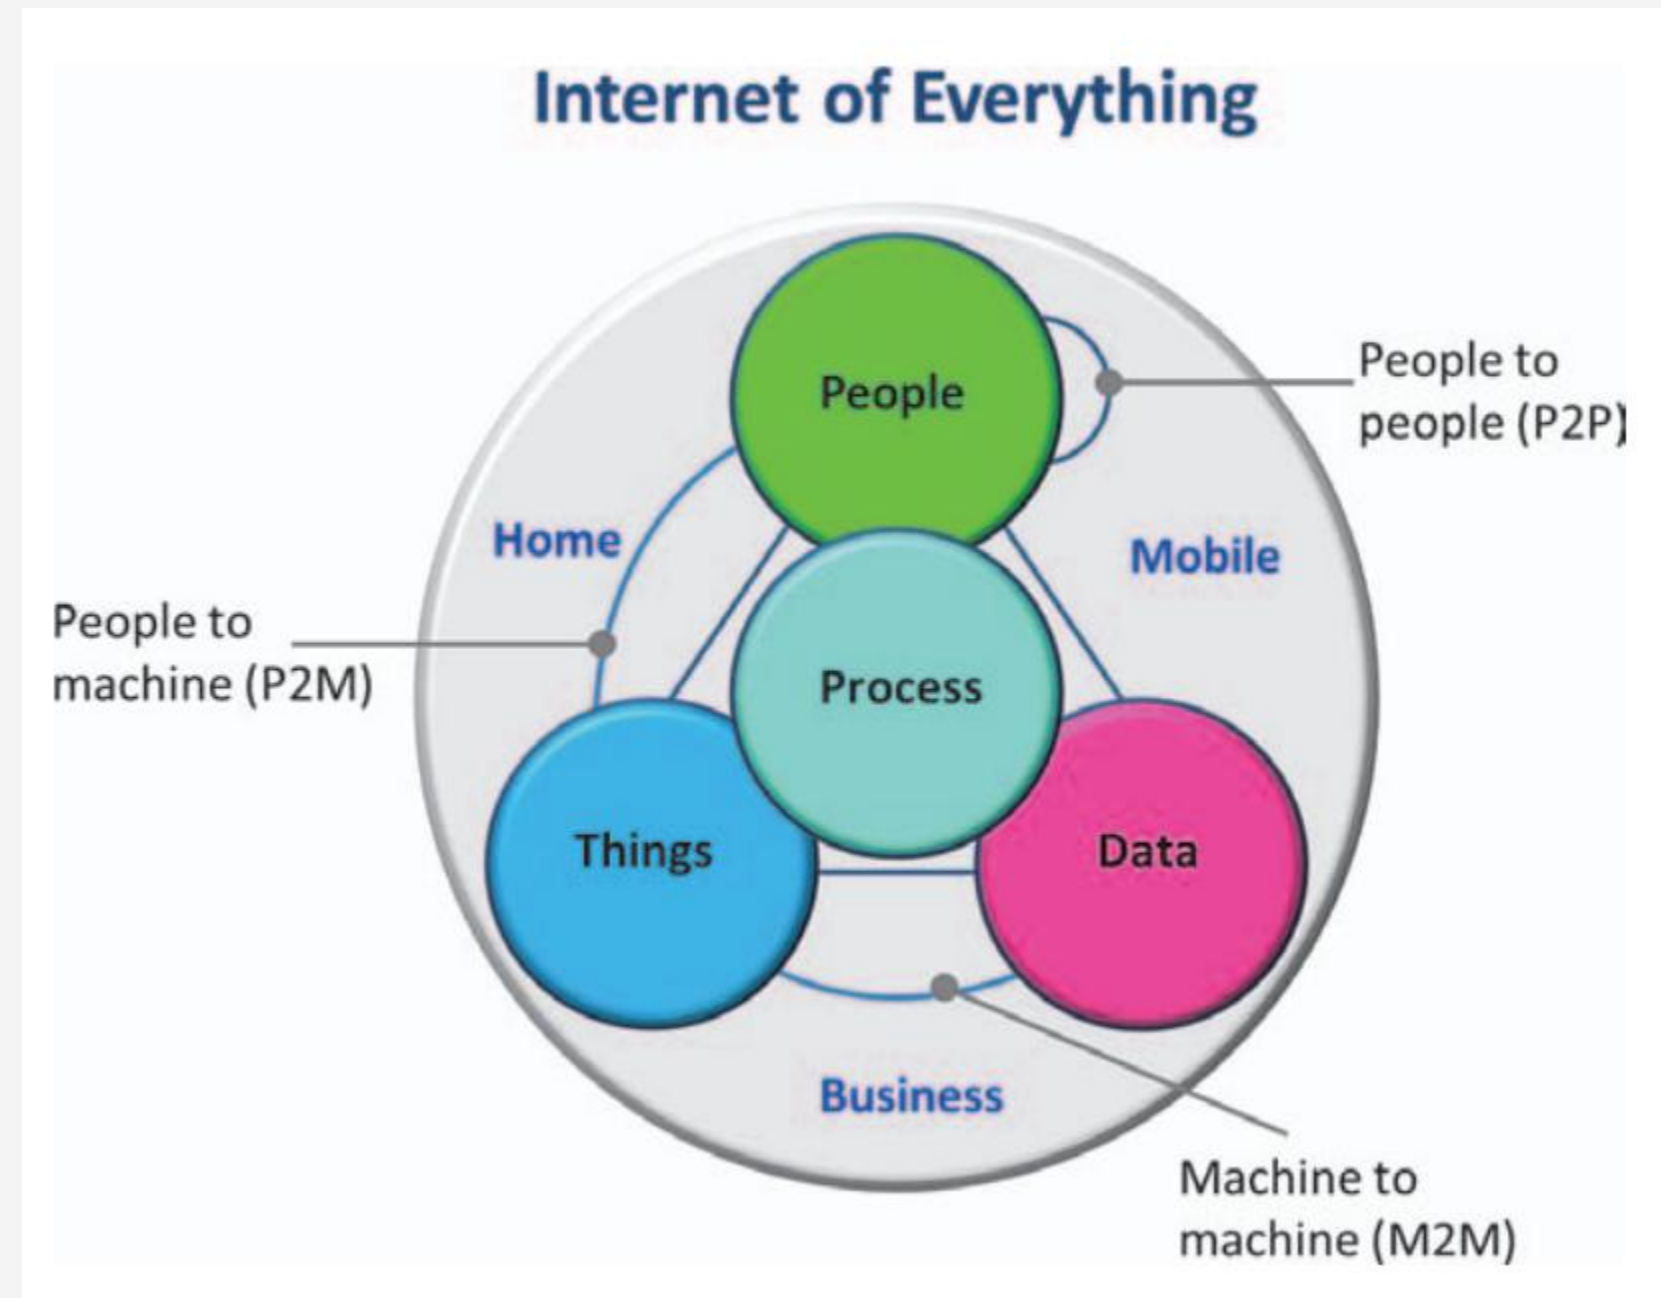 Internet of Everything
People
People to
people (P2P)
Home
Mobile
People to
machine (P2M)
Process
Things
Data
Business
Machine to
machine (M2M)